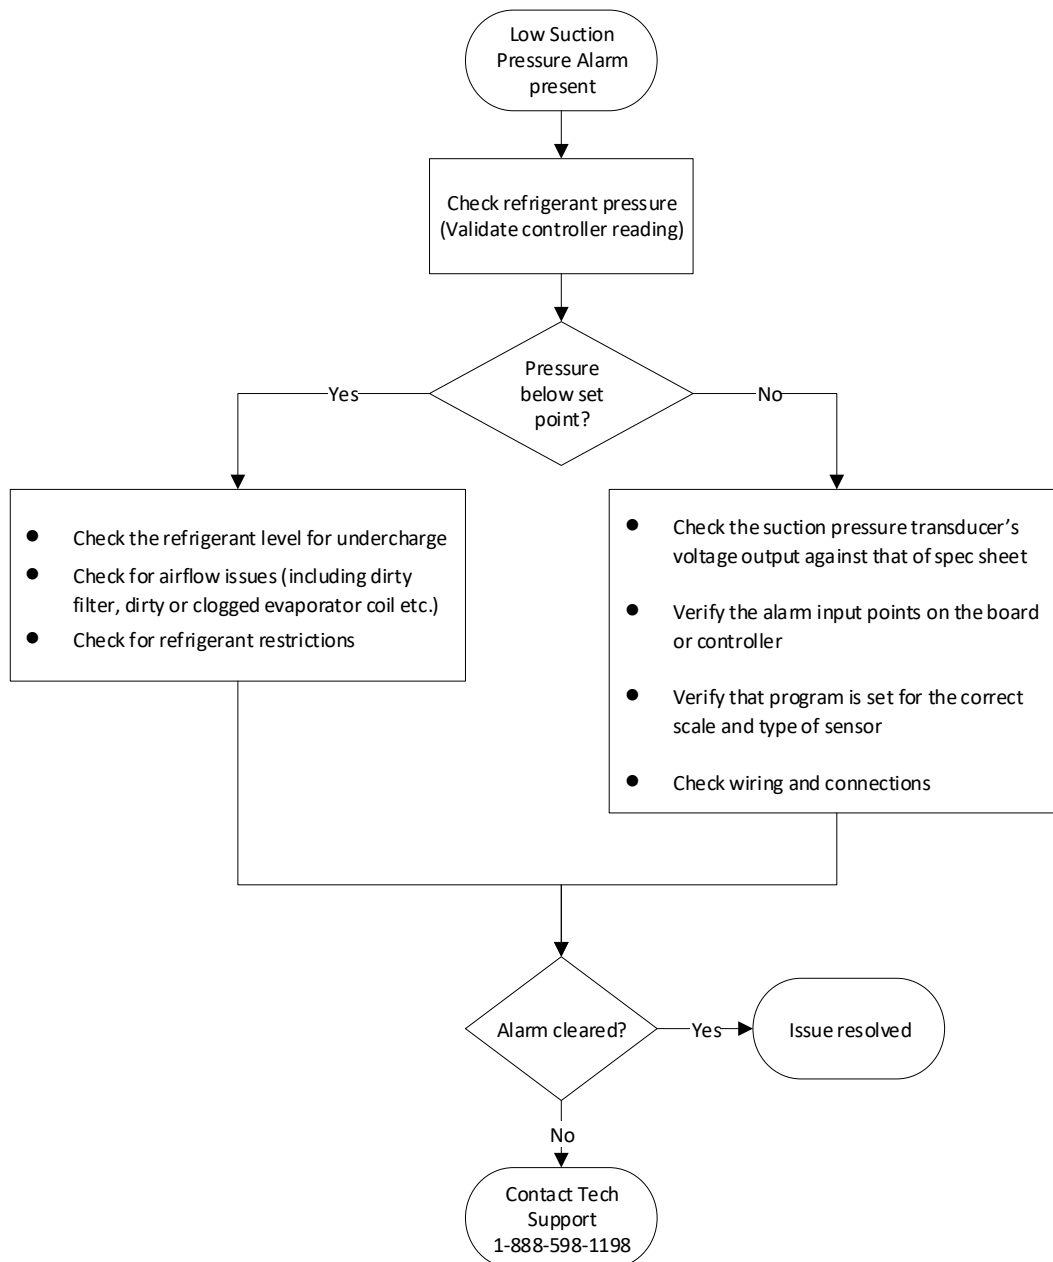 Low Suction
Pressure Alarm
present
Check refrigerant pressure
(Validate controller reading)
Pressure
below set
point?
Yes
No
● Check the refrigerant level for undercharge
● Check for airflow issues (including dirty
filter, dirty or clogged evaporator coil etc.)
● Check for refrigerant restrictions
● Check the suction pressure transducer’s
voltage output against that of spec sheet
● Verify the alarm input points on the board
or controller
● Verify that program is set for the correct
scale and type of sensor
● Check wiring and connections
Alarm cleared?
Yes
Issue resolved
No
Contact Tech
Support
1-888-598-1198